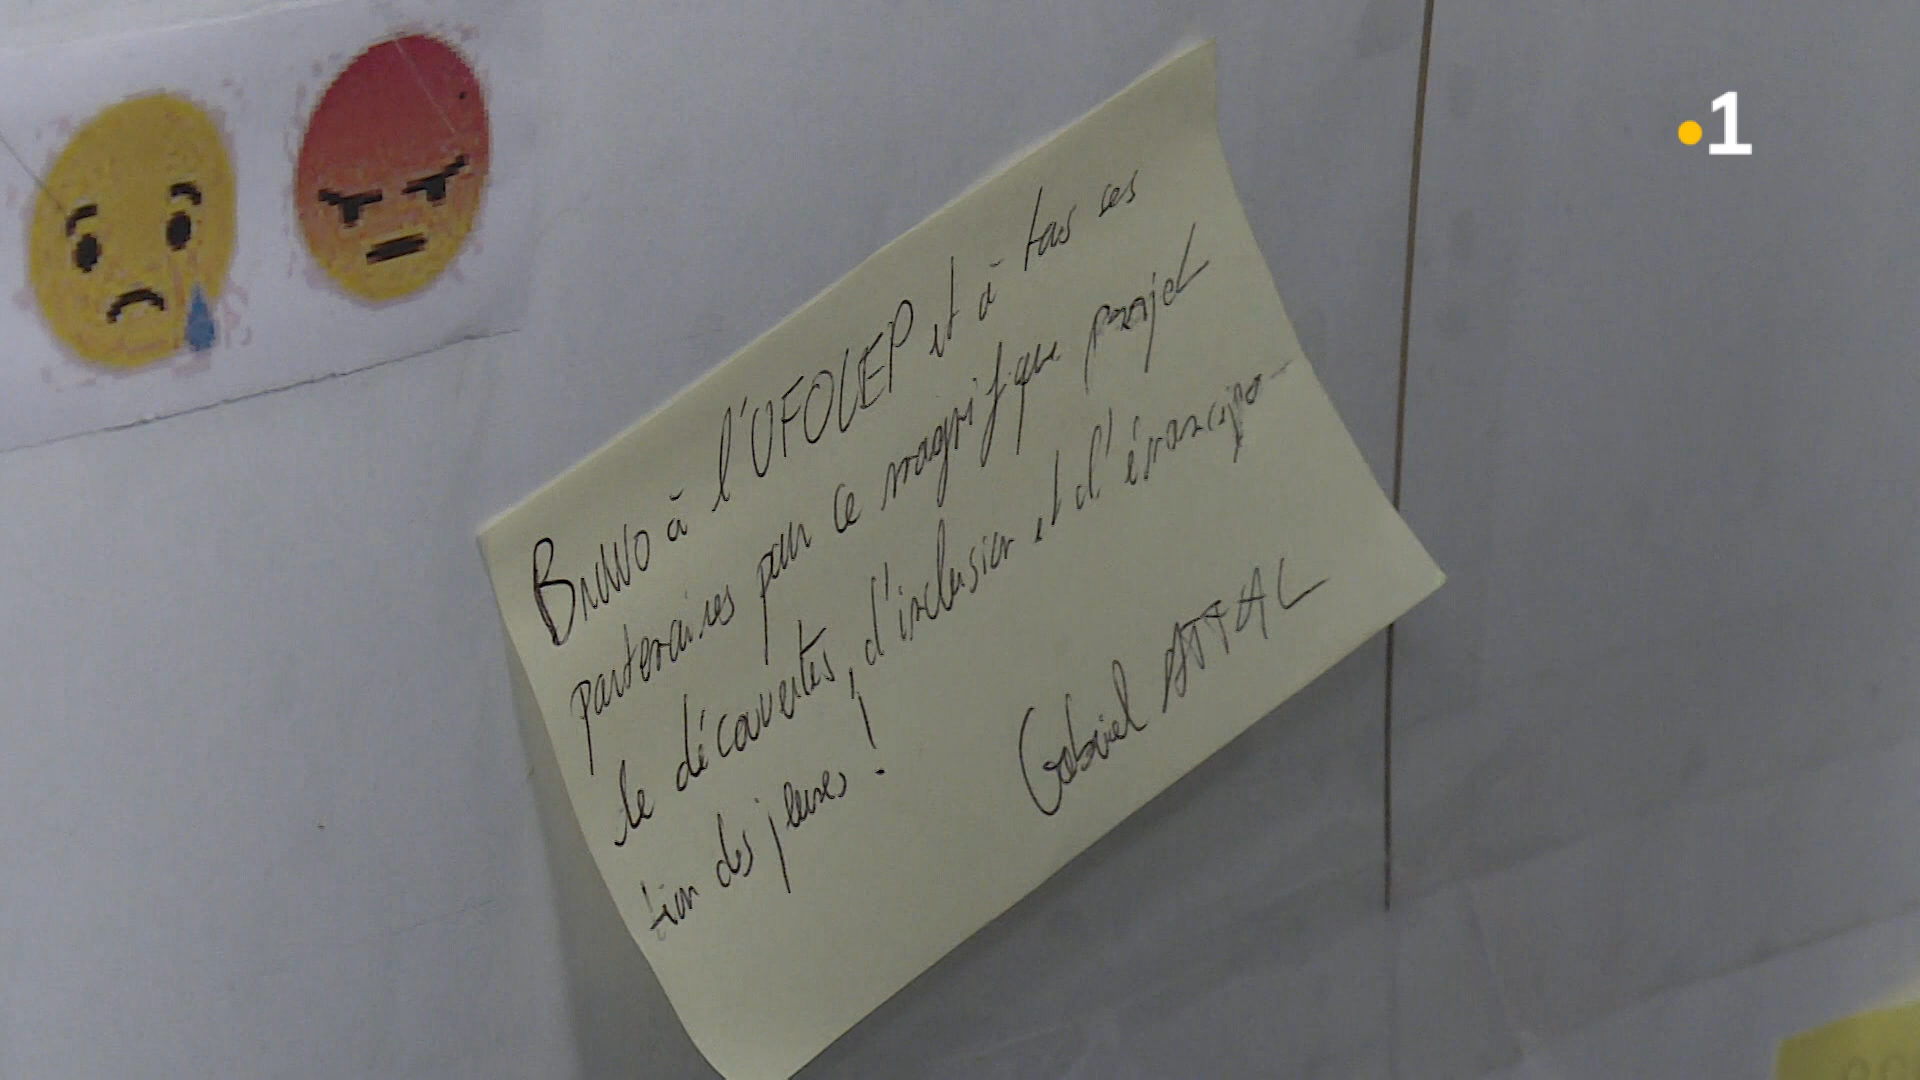 1
Bravo à l'UFOLEP et à tous ses
partenaires pour ce magnifique projet
de découvertes, d'inclusion et d'émancipa-
tion des jeunes !
Gabriel ATTAL